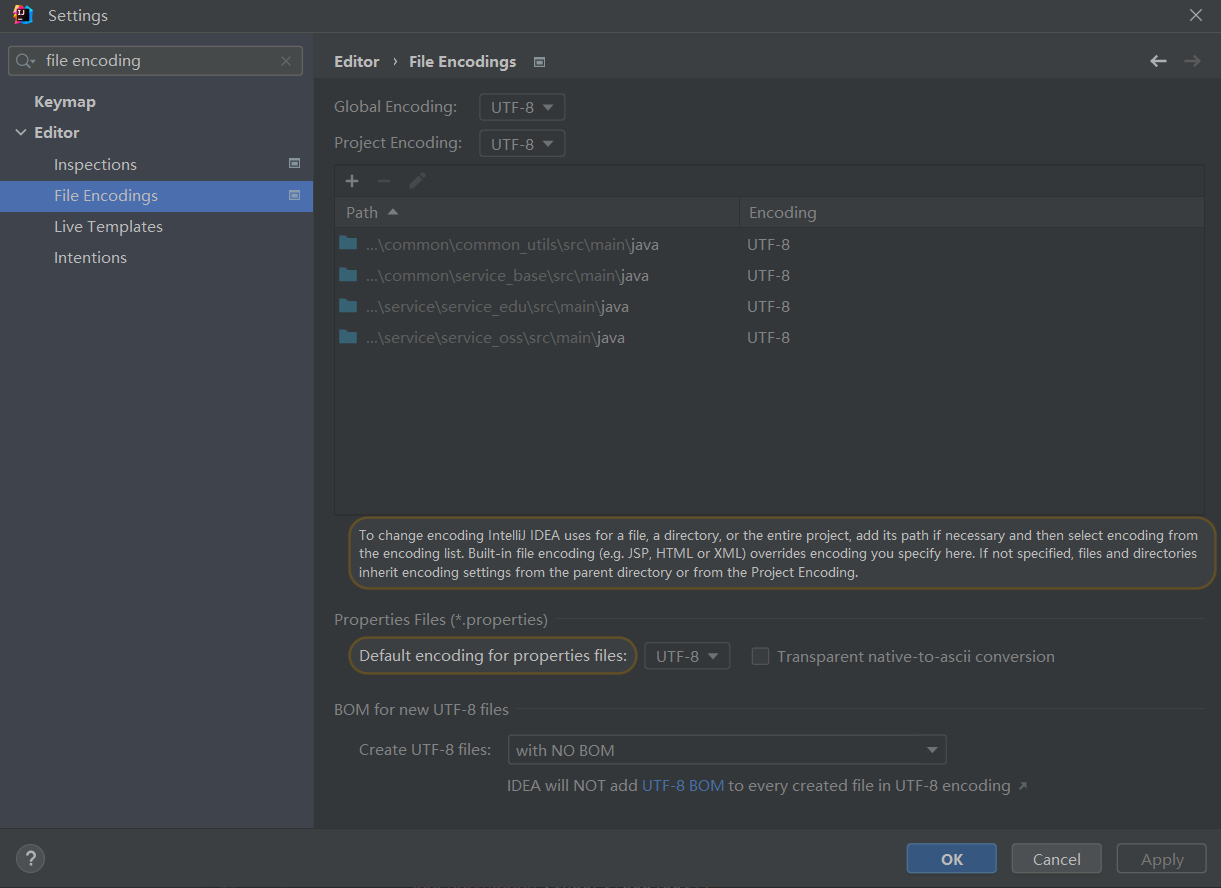 Settings
file encoding
Keymap
Editor
Inspections
File Encodings
Live Templates
Intentions
Editor › File Encodings
Global Encoding: UTF-8
Project Encoding: UTF-8
Path Encoding
...\common\common_utils\src\main\java UTF-8
...\common\service_base\src\main\java UTF-8
...\service\service_edu\src\main\java UTF-8
...\service\service_oss\src\main\java UTF-8
To change encoding IntelliJ IDEA uses for a file, a directory, or the entire project, add its path if necessary and then select encoding from
the encoding list. Built-in file encoding (e.g. JSP, HTML or XML) overrides encoding you specify here. If not specified, files and directories
inherit encoding settings from the parent directory or from the Project Encoding.
Properties Files (*.properties)
Default encoding for properties files: UTF-8 Transparent native-to-ascii conversion
BOM for new UTF-8 files
Create UTF-8 files: with NO BOM
IDEA will NOT add UTF-8 BOM to every created file in UTF-8 encoding ↗
? OK Cancel Apply